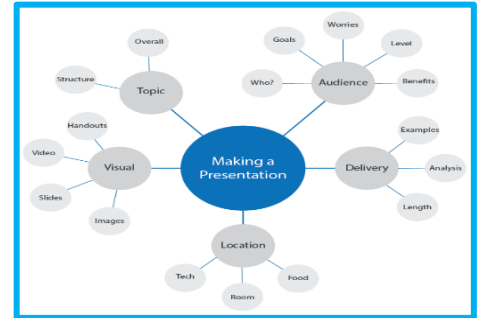 Making a
Presentation
Topic
Overall
Structure
Audience
Who?
Goals
Worries
Level
Benefits
Delivery
Examples
Analysis
Length
Location
Tech
Room
Food
Visual
Handouts
Video
Slides
Images